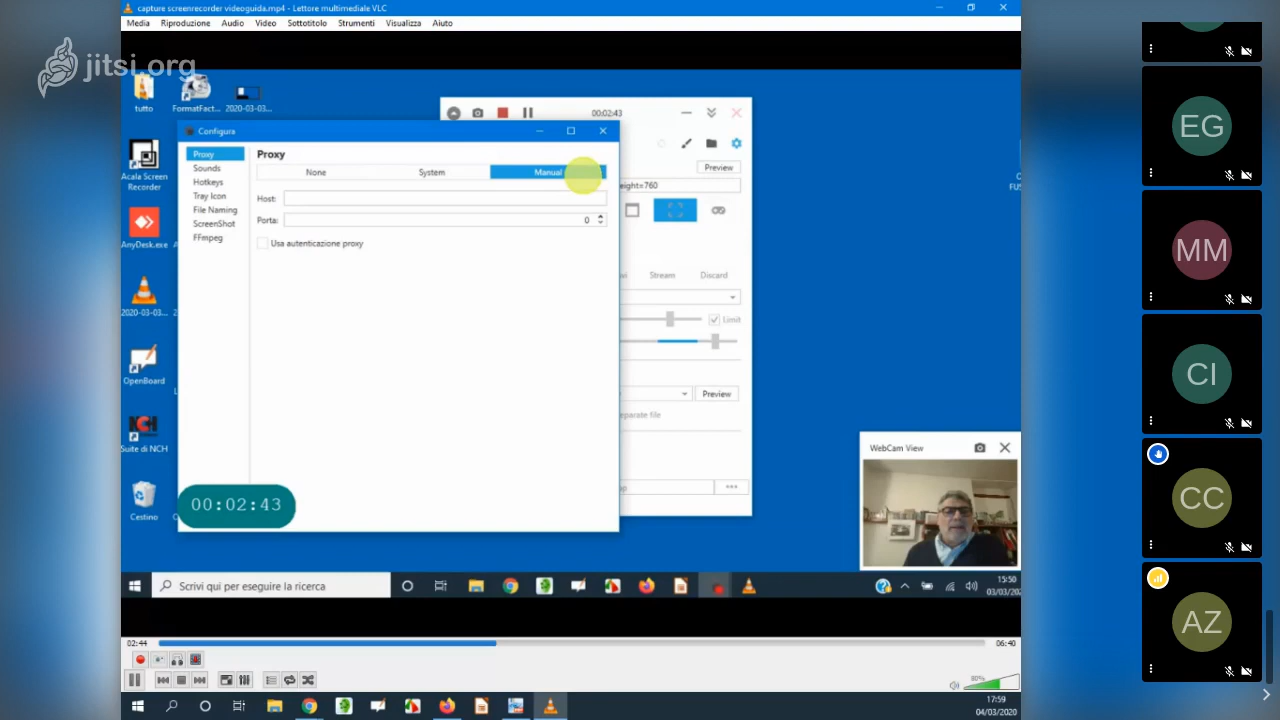 capture screenrecorder videoguida.mp4 - Lettore multimediale VLC
Media Riproduzione Audio Video Sottotitolo Strumenti Visualizza Aiuto
jitsi.org
tutto
FormatFact...
2020-03-03...
00:02:43
Configura
Proxy
Proxy
Sounds
Hotkeys
Tray Icon
File Naming
ScreenShot
FFmpeg
None System Manual
Host:
Porta: 0
Usa autenticazione proxy
Preview
eight=760
Stream Discard
Limit
Preview
eparate file
Acala Screen
Recorder
AnyDesk.exe
2020-03-03...
OpenBoard
Suite di NCH
Cestino
00:02:43
WebCam View
Scrivi qui per eseguire la ricerca
15:50
03/03/202
02:44 06:40
80%
17:59
04/03/2020
EG
MM
CI
CC
AZ